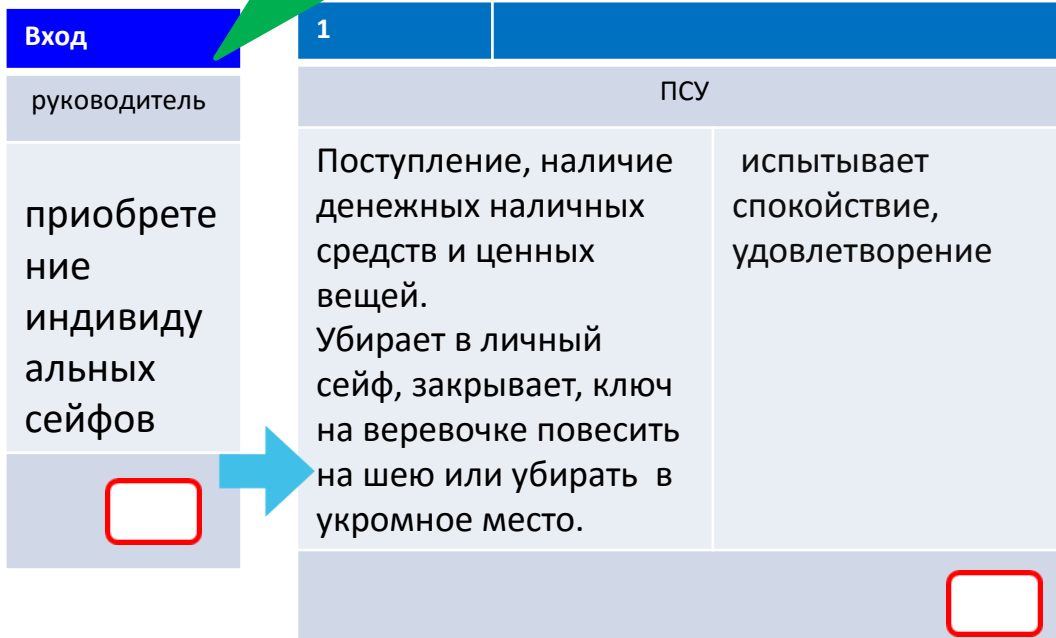 Вход
руководитель
приобрете
ние
индивиду
альных
сейфов
1
ПСУ
Поступление, наличие
денежных наличных
средств и ценных
вещей.
Убирает в личный
сейф, закрывает, ключ
на веревочке повесить
на шею или убирать в
укромное место.
испытывает
спокойствие,
удовлетворение